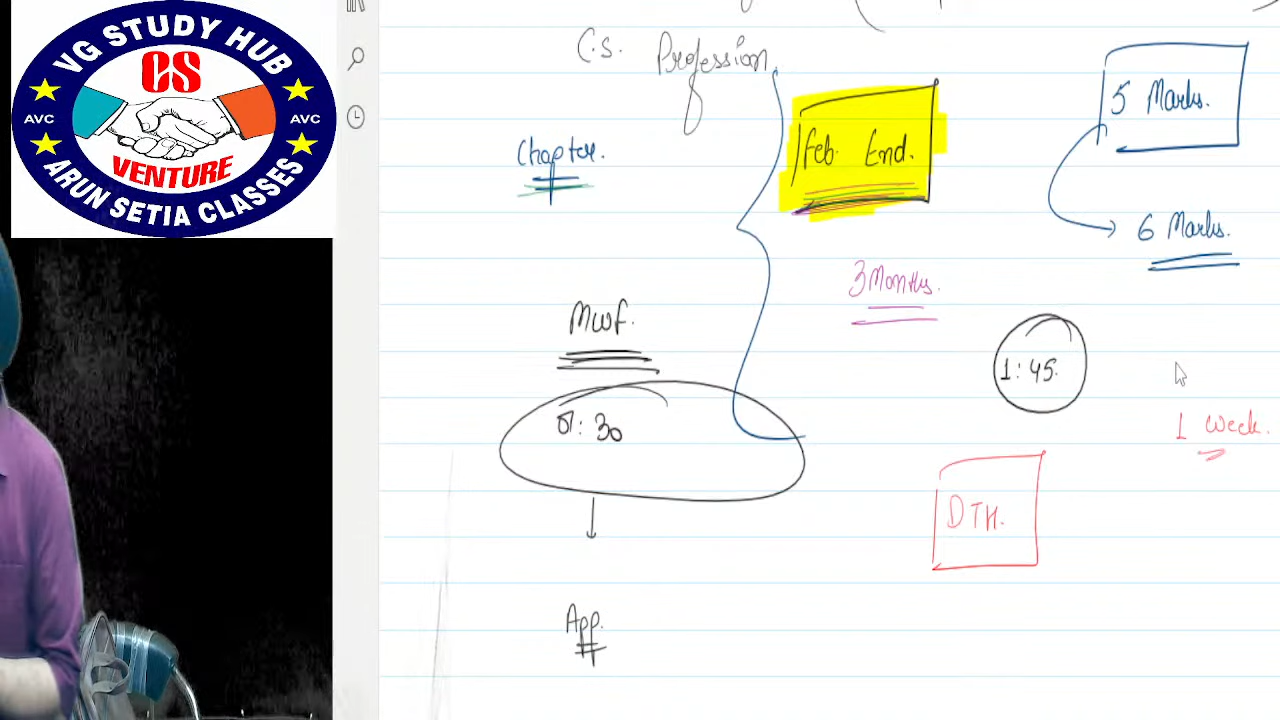 VG STUDY HUB
CS
AVC
AVC
VENTURE
ARUN SETIA CLASSES
C.S. Profession
5 Marks.
Feb. End.
Chapter.
6 Marks.
3 Months.
Mwf.
1:45.
1 week.
:30
DTH.
App.